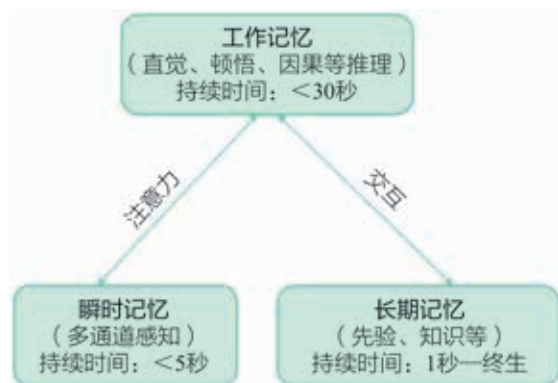 工作记忆
（直觉、顿悟、因果等推理）
持续时间：＜30秒
注意力
交互
瞬时记忆
（多通道感知）
持续时间：＜5秒
长期记忆
（先验、知识等）
持续时间：1秒—终生